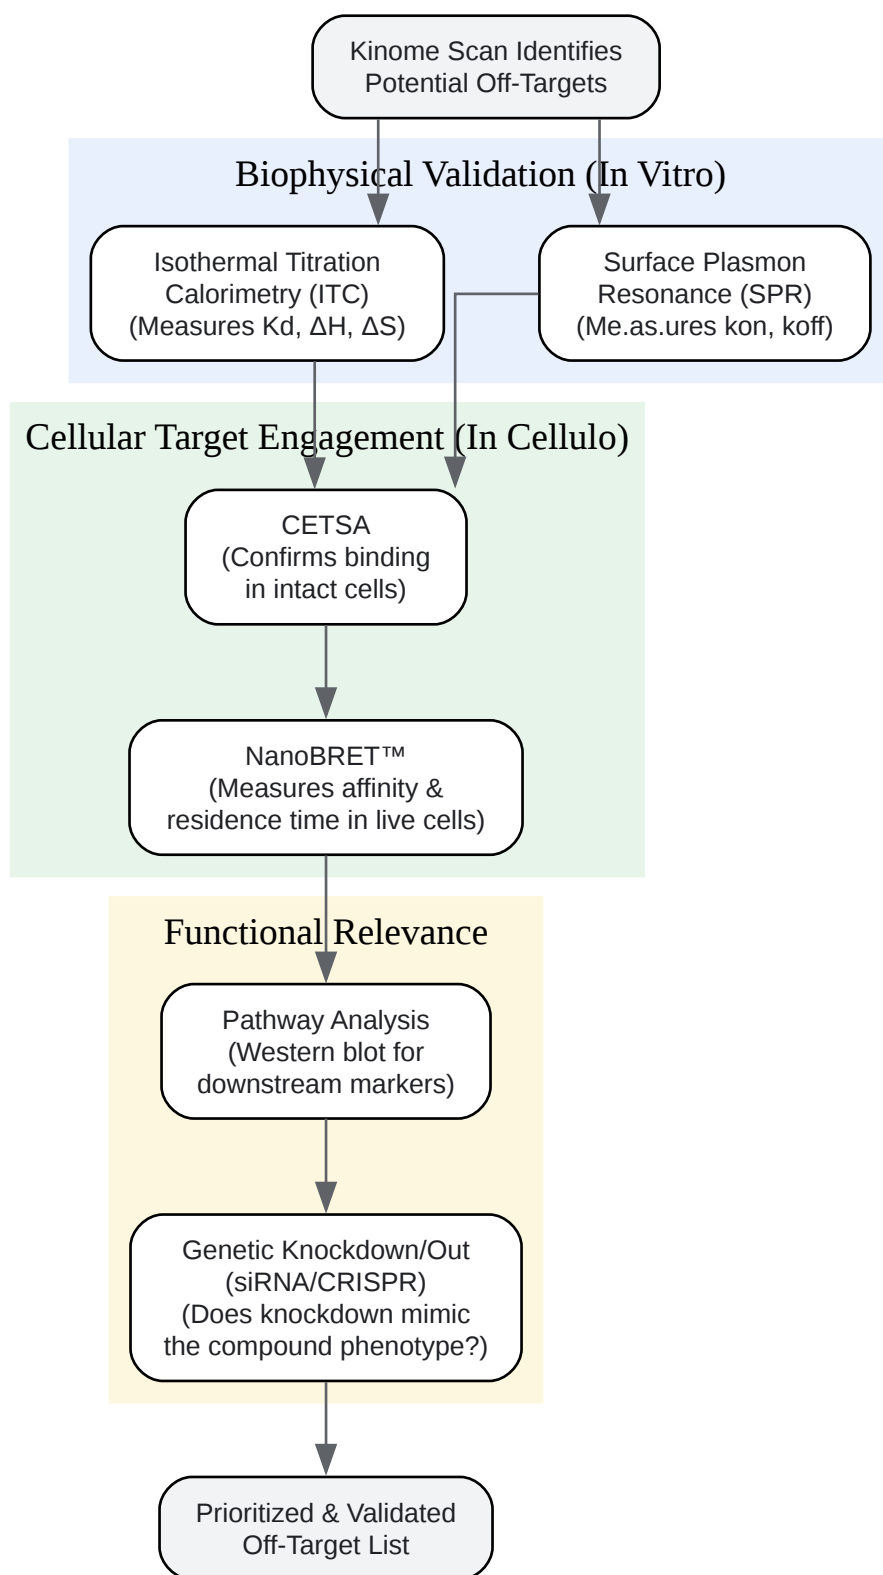 Kinome Scan Identifies
Potential Off-Targets
Biophysical Validation (In Vitro)
Isothermal Titration
Calorimetry (ITC)
(Measures Kd, ΔH, ΔS)
Surface Plasmon
Resonance (SPR)
(Me.as.ures kon, koff)
Cellular Target Engagement (In Cellulo)
CETSA
(Confirms binding
in intact cells)
NanoBRET™
(Measures affinity &
residence time in live cells)
Functional Relevance
Pathway Analysis
(Western blot for
downstream markers)
Genetic Knockdown/Out
(siRNA/CRISPR)
(Does knockdown mimic
the compound phenotype?)
Prioritized & Validated
Off-Target List